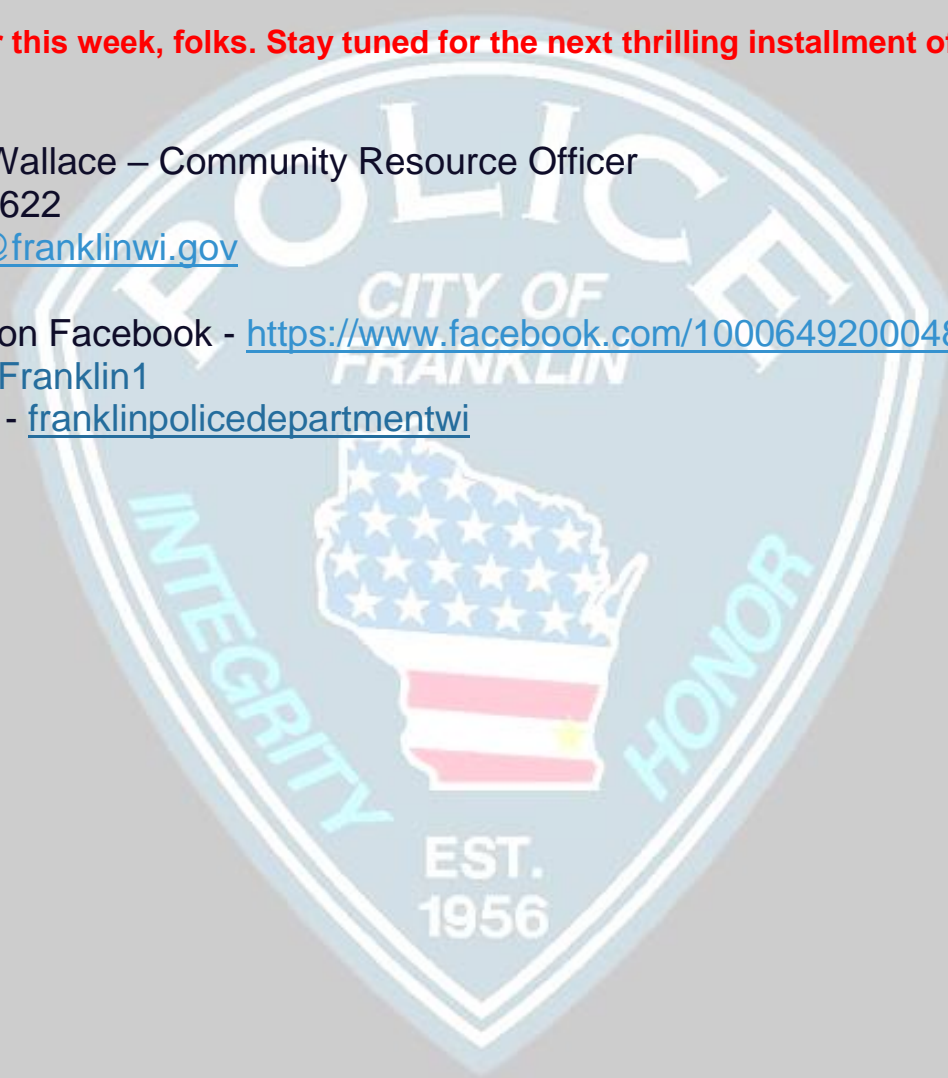 r this week, folks. Stay tuned for the next thrilling installment of
Wallace – Community Resource Officer
622
@franklinwi.gov
on Facebook - https://www.facebook.com/1000649200048
Franklin1
- franklinpolicedepartmentwi
POLICE
CITY OF
FRANKLIN
INTEGRITY
HONOR
EST.
1956